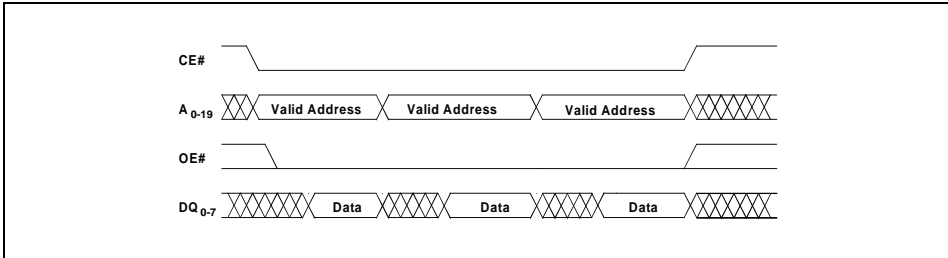 CE#
A 0-19 Valid Address Valid Address Valid Address
OE#
DQ 0-7 Data Data Data